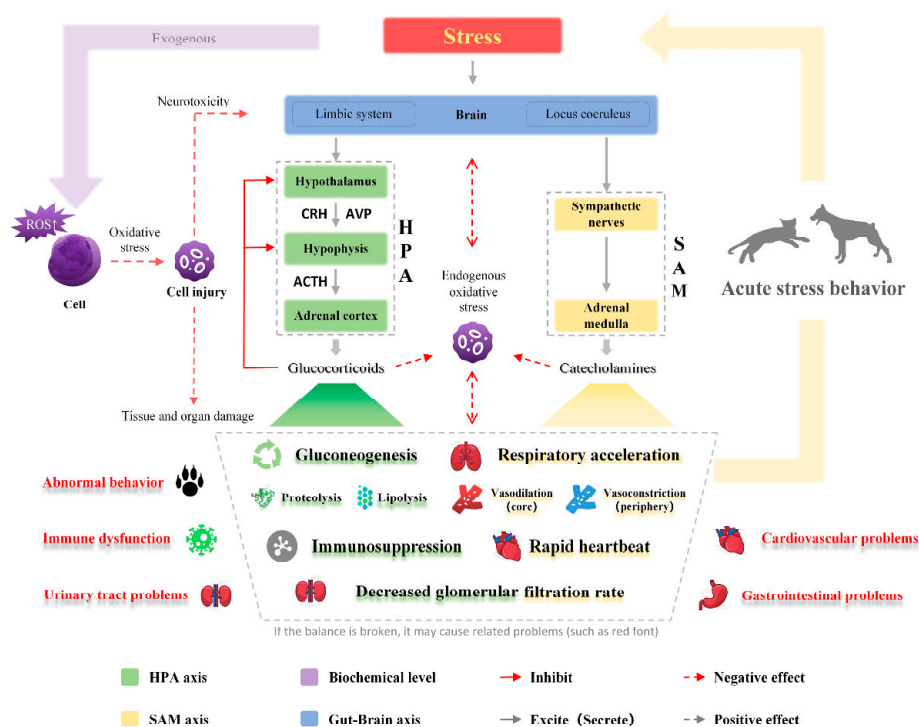 Exogenous
Stress
Neurotoxicity
Limbic system
Brain
Locus coeruleus
Hypothalamus
CRH AVP
Hypophysis
ACTH
Adrenal cortex
HPA
Sympathetic
nerves
Adrenal
medulla
SAM
ROS↑
Oxidative
stress
Cell
Cell injury
Endogenous
oxidative
stress
Acute stress behavior
Glucocorticoids
Catecholamines
Tissue and organ damage
Gluconeogenesis
Respiratory acceleration
Abnormal behavior
Proteolysis
Lipolysis
Vasodilation
(core)
Vasoconstriction
(periphery)
Immune dysfunction
Immunosuppression
Rapid heartbeat
Cardiovascular problems
Urinary tract problems
Decreased glomerular filtration rate
Gastrointestinal problems
If the balance is broken, it may cause related problems (such as red font)
HPA axis
Biochemical level
Inhibit
Negative effect
SAM axis
Gut-Brain axis
Excite (Secrete)
Positive effect